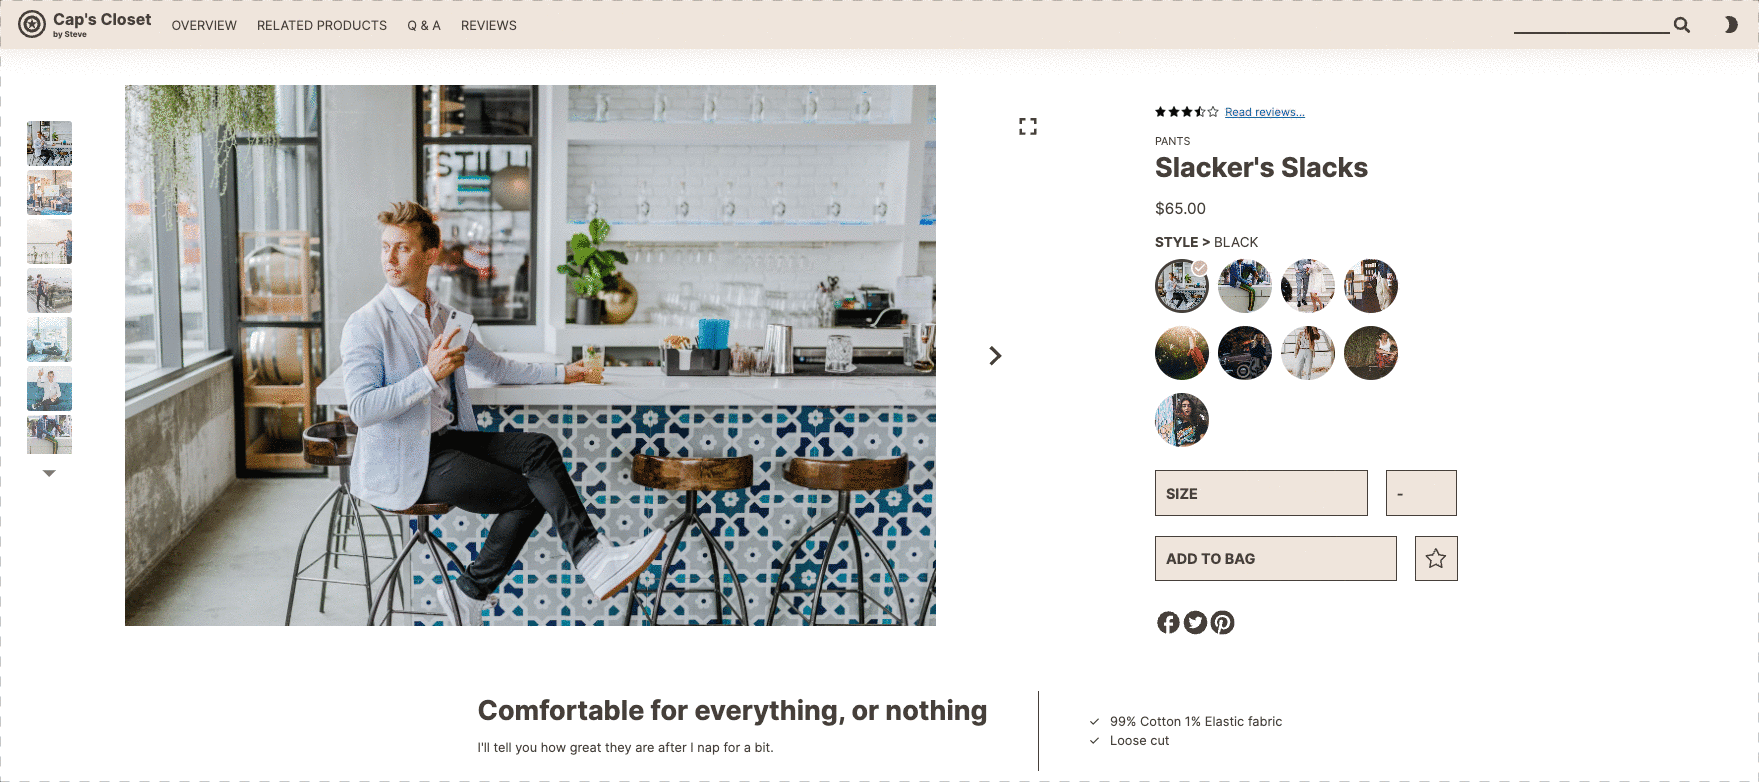 Cap's Closet
by Steve
OVERVIEW RELATED PRODUCTS Q & A REVIEWS
STILL
Read reviews...
PANTS
Slacker's Slacks
$65.00
STYLE > BLACK
SIZE
-
ADD TO BAG
Comfortable for everything, or nothing
I'll tell you how great they are after I nap for a bit.
99% Cotton 1% Elastic fabric
Loose cut